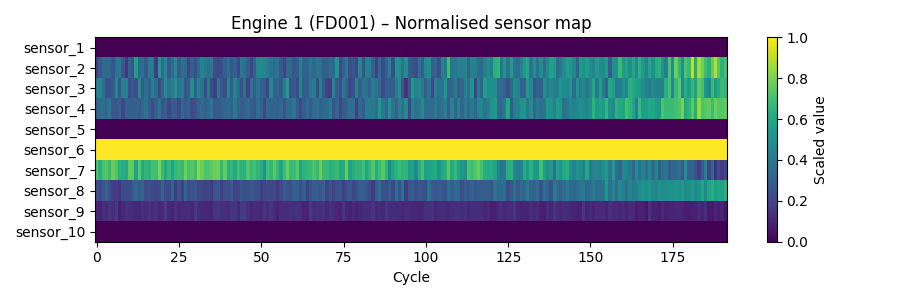 Engine 1 (FD001) – Normalised sensor map
sensor_1
sensor_2
sensor_3
sensor_4
sensor_5
sensor_6
sensor_7
sensor_8
sensor_9
sensor_10
0 25 50 75 100 125 150 175
Cycle
1.0
0.8
0.6
0.4
0.2
0.0
Scaled value